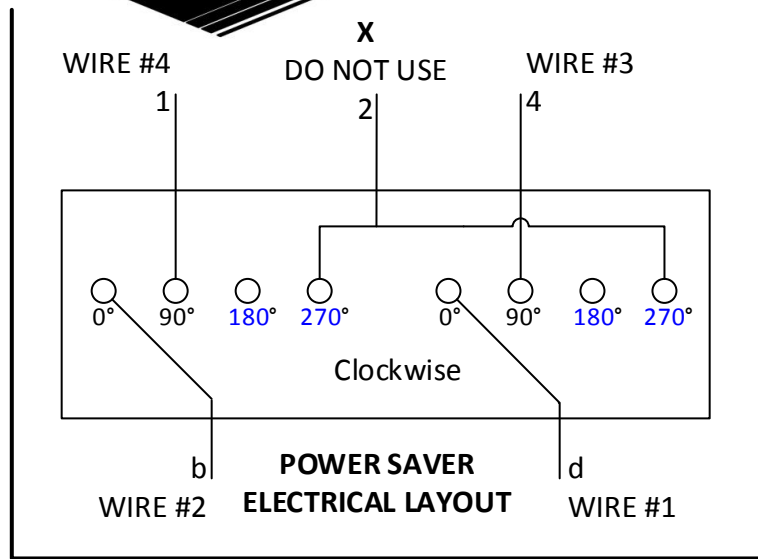 X
WIRE #4 DO NOT USE WIRE #3
1 2 4
0° 90° 180° 270° 0° 90° 180° 270°
Clockwise
b POWER SAVER d
WIRE #2 ELECTRICAL LAYOUT WIRE #1